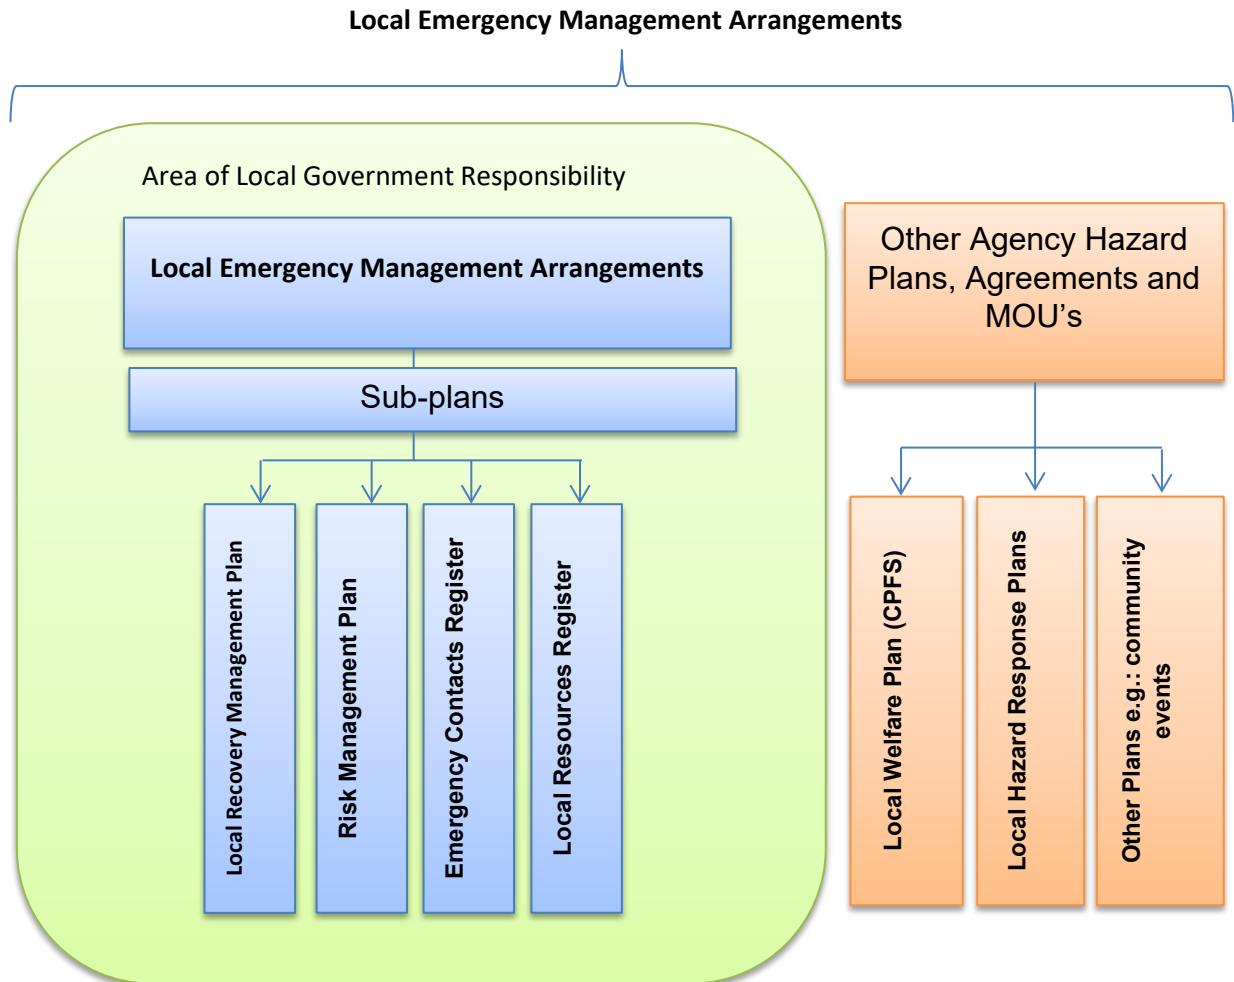 Local Emergency Management Arrangements
Area of Local Government Responsibility
Local Emergency Management Arrangements
Sub-plans
Local Recovery Management Plan
Risk Management Plan
Emergency Contacts Register
Local Resources Register
Other Agency Hazard
Plans, Agreements and
MOU's
Local Welfare Plan (CPFS)
Local Hazard Response Plans
Other Plans e.g.: community
events